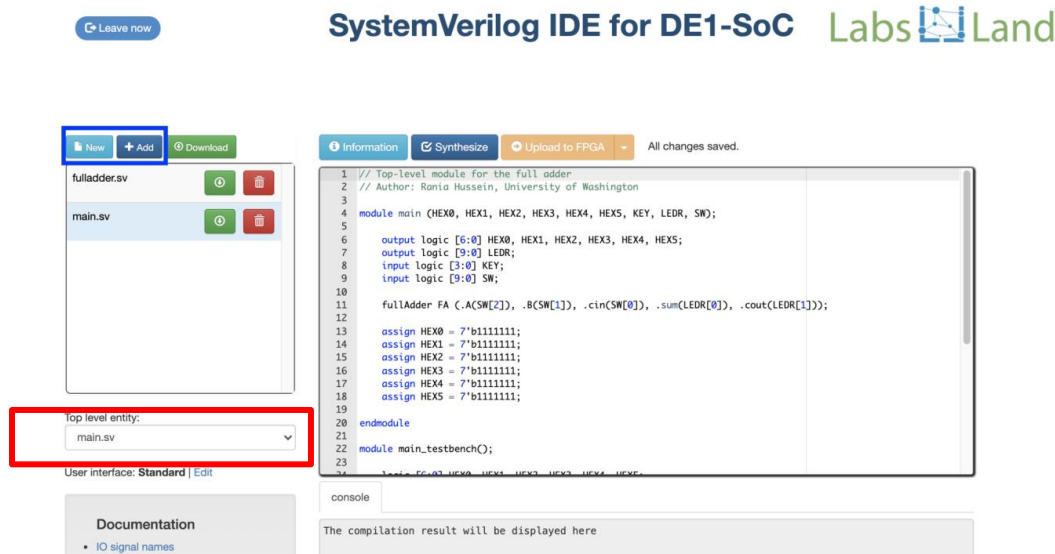 Leave now
SystemVerilog IDE for DE1-SoC
Labs Land
New
Add
Download
Information
Synthesize
Upload to FPGA
All changes saved.
fulladder.sv
main.sv
1 // Top-level module for the full adder
2 // Author: Rania Hussein, University of Washington
3
4 module main (HEX0, HEX1, HEX2, HEX3, HEX4, HEX5, KEY, LEDR, SW);
5
6 output logic [6:0] HEX0, HEX1, HEX2, HEX3, HEX4, HEX5;
7 output logic [9:0] LEDR;
8 input logic [3:0] KEY;
9 input logic [9:0] SW;
10
11 fullAdder FA (.A(SW[2]), .B(SW[1]), .cin(SW[0]), .sum(LEDR[0]), .cout(LEDR[1]));
12
13 assign HEX0 = 7'b1111111;
14 assign HEX1 = 7'b1111111;
15 assign HEX2 = 7'b1111111;
16 assign HEX3 = 7'b1111111;
17 assign HEX4 = 7'b1111111;
18 assign HEX5 = 7'b1111111;
19
20 endmodule
21
22 module main_testbench();
23
Top level entity:
main.sv
User interface: Standard | Edit
Documentation
• IO signal names
console
The compilation result will be displayed here